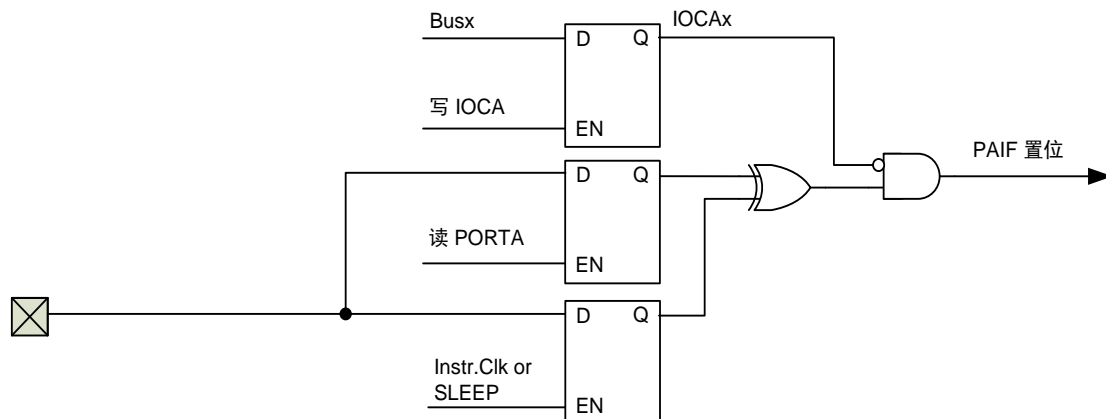 Busx
IOCAx
D Q
写 IOCA
EN
PAIF 置位
D Q
读 PORTA
EN
D Q
Instr.Clk or
SLEEP
EN